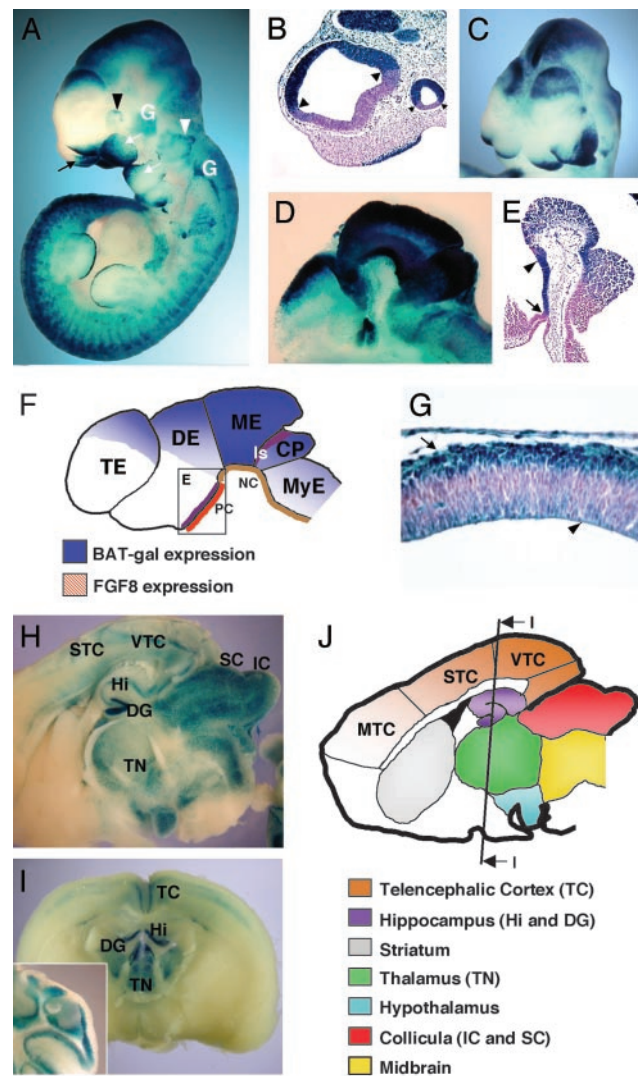 A
G
G
B
C
D
E
F
TE
DE
ME
Is
CP
E
PC
NC
MyE
BAT-gal expression
FGF8 expression
G
H
STC
VTC
SC
IC
Hi
DG
TN
I
TC
Hi
DG
TN
J
I
VTC
STC
MTC
I
Telencephalic Cortex (TC)
Hippocampus (Hi and DG)
Striatum
Thalamus (TN)
Hypothalamus
Collicula (IC and SC)
Midbrain